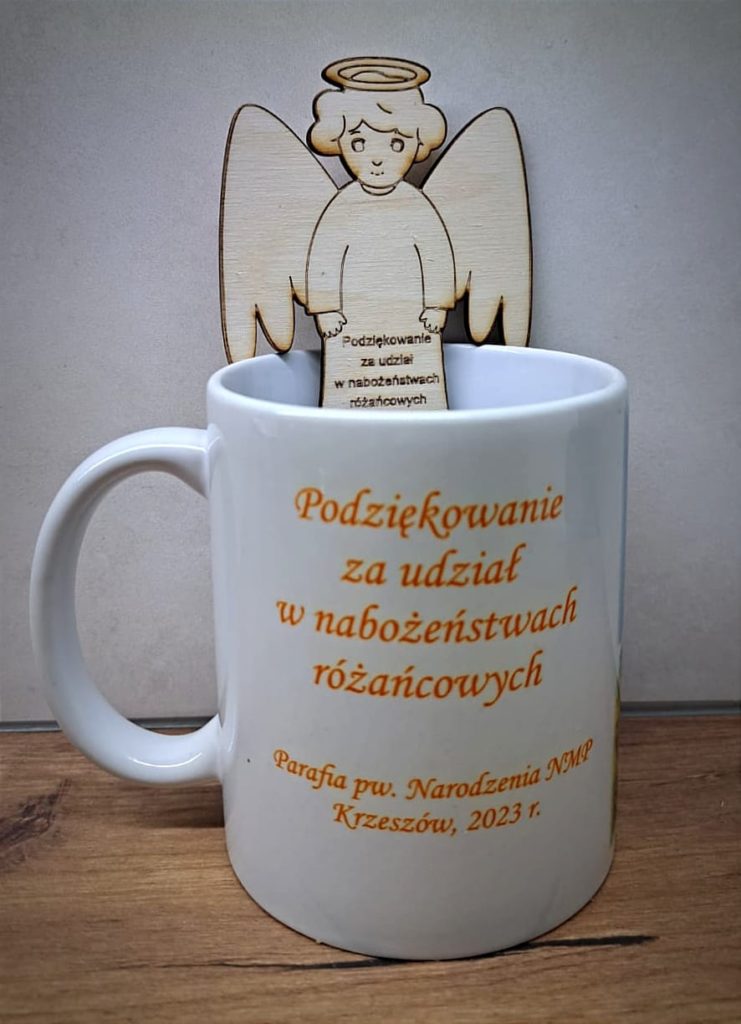 Podziękowanie
za udział
w nabożeństwach
różańcowych
Podziękowanie
za udział
w nabożeństwach
różańcowych
Parafia pw. Narodzenia NMP
Krzeszów, 2023 r.